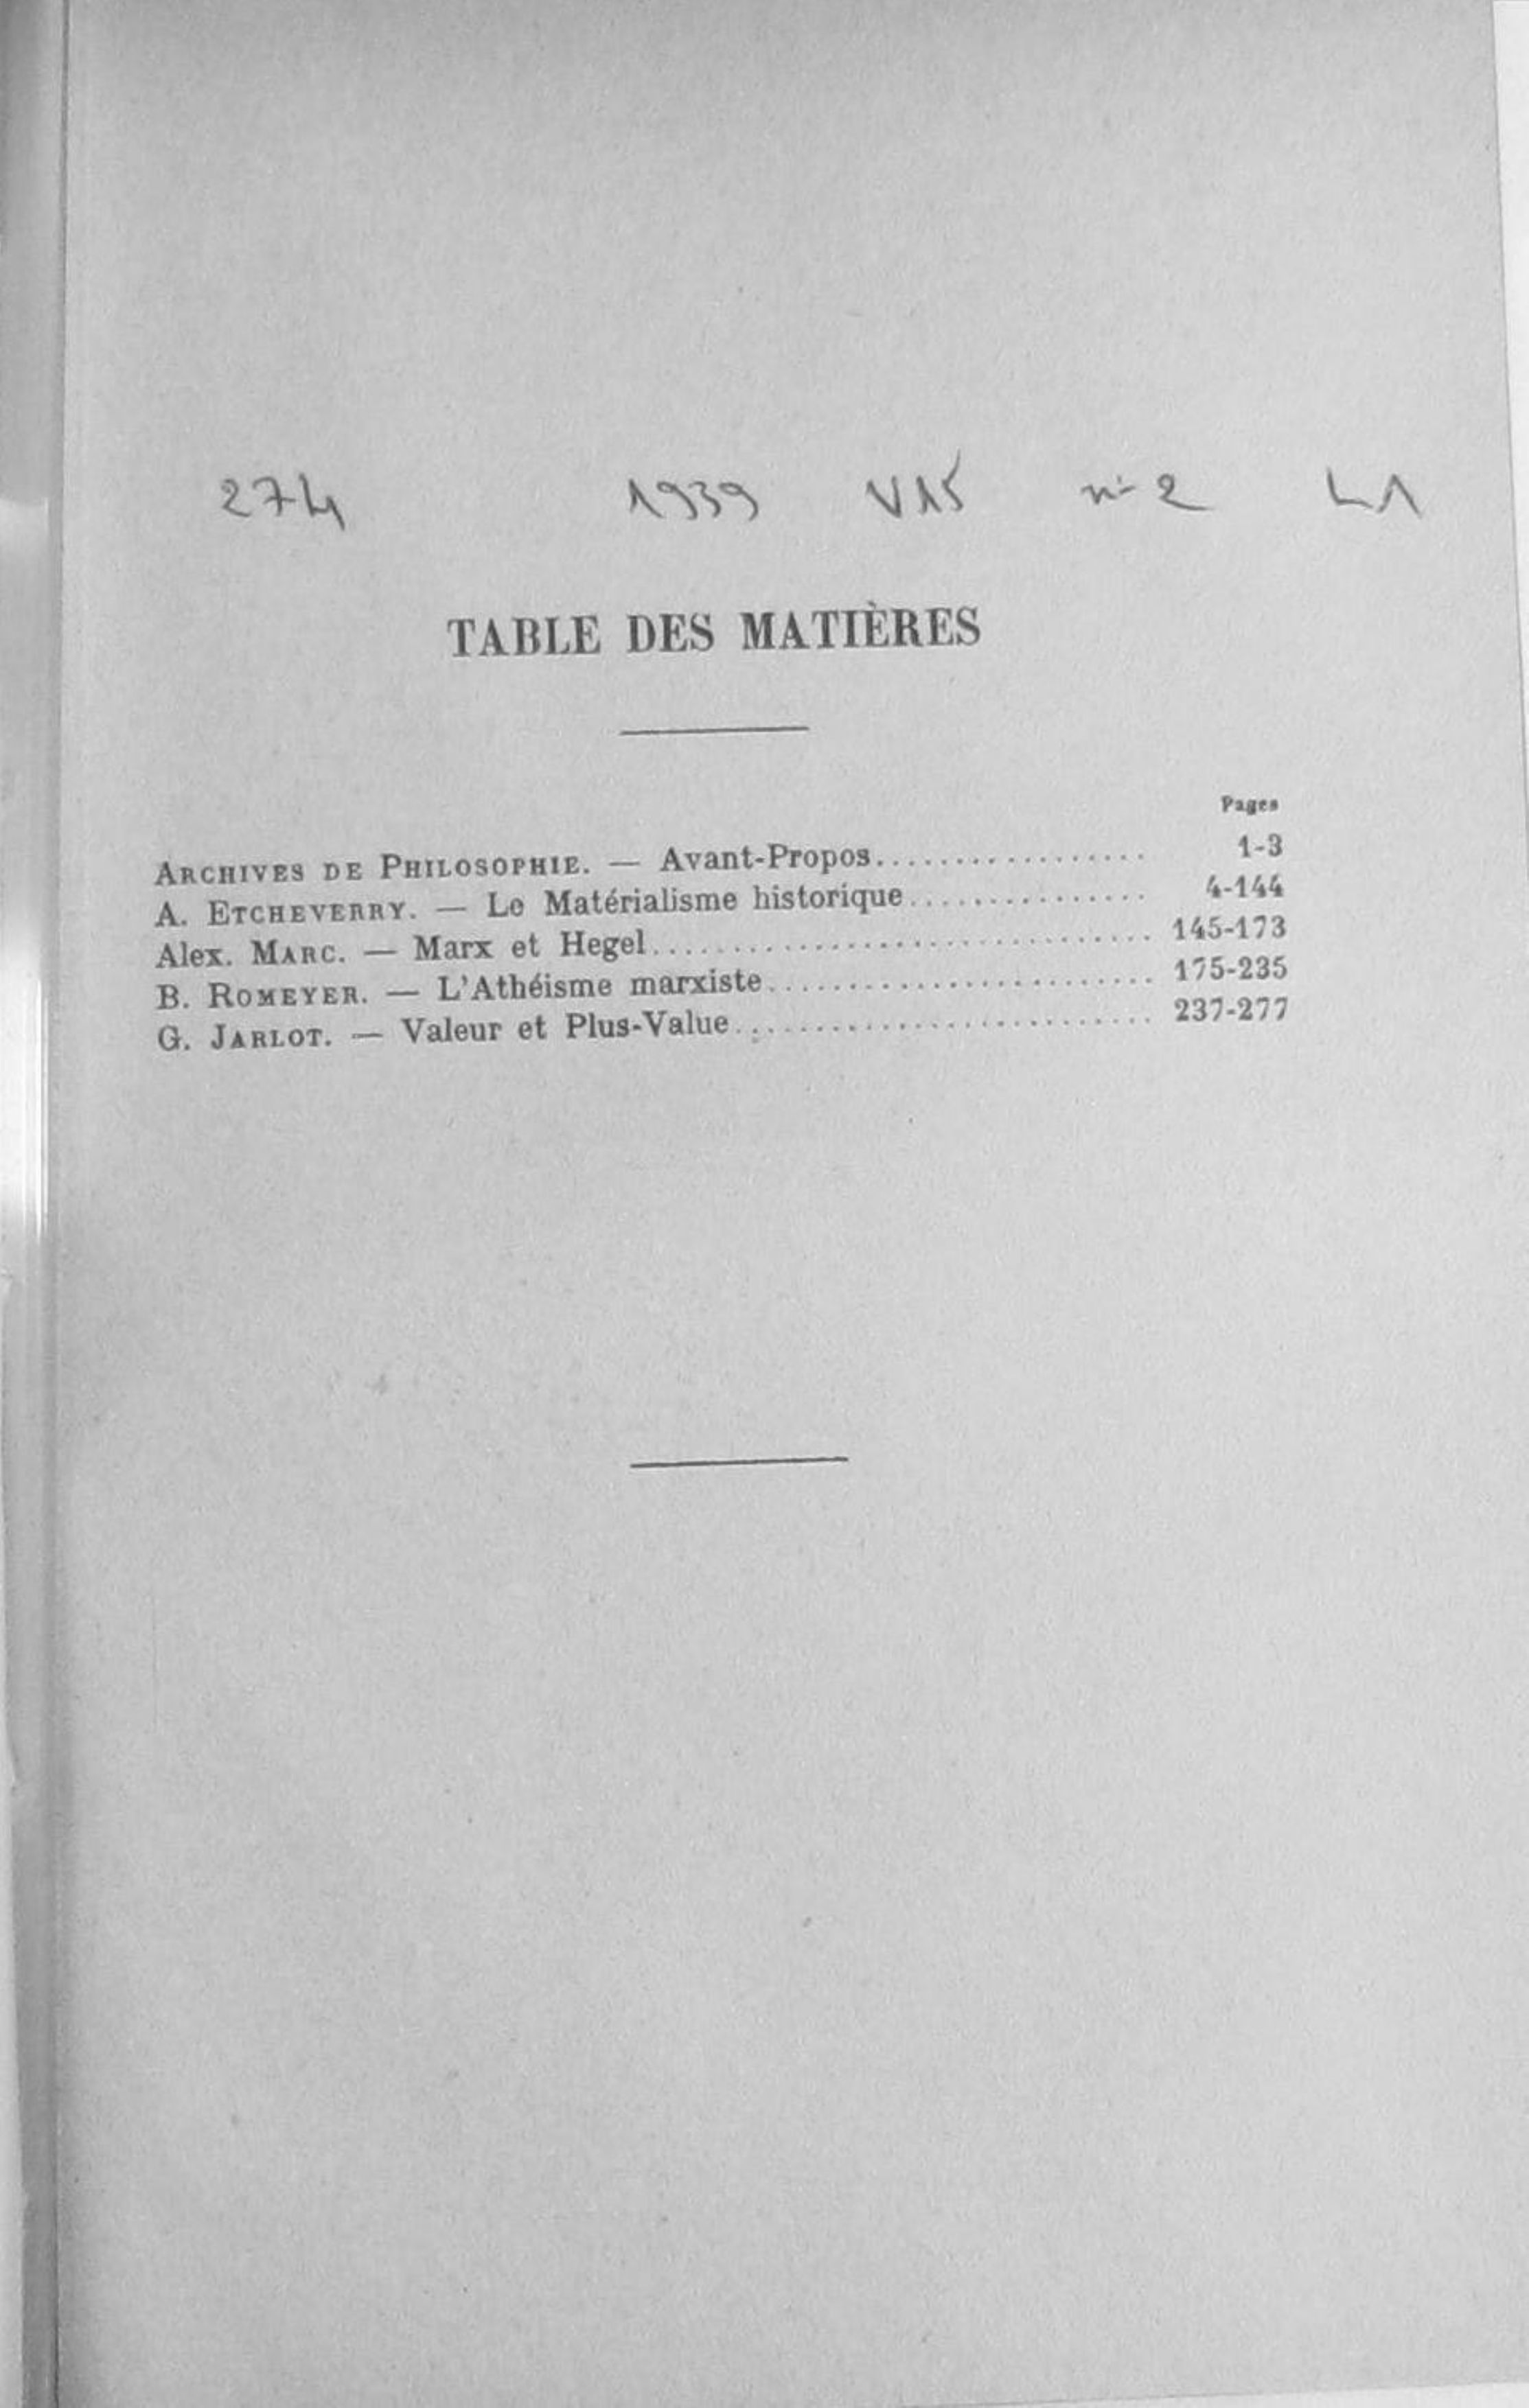 274 1939 V15 n° 2 L1
TABLE DES MATIÈRES
Pages
ARCHIVES DE PHILOSOPHIE. — Avant-Propos................. 1-3
A. ETCHEVERRY. — Le Matérialisme historique............... 4-144
Alex. MARC. — Marx et Hegel............................... 145-173
B. ROMEYER. — L'Athéisme marxiste........................ 175-235
G. JARLOT. — Valeur et Plus-Value.......................... 237-277